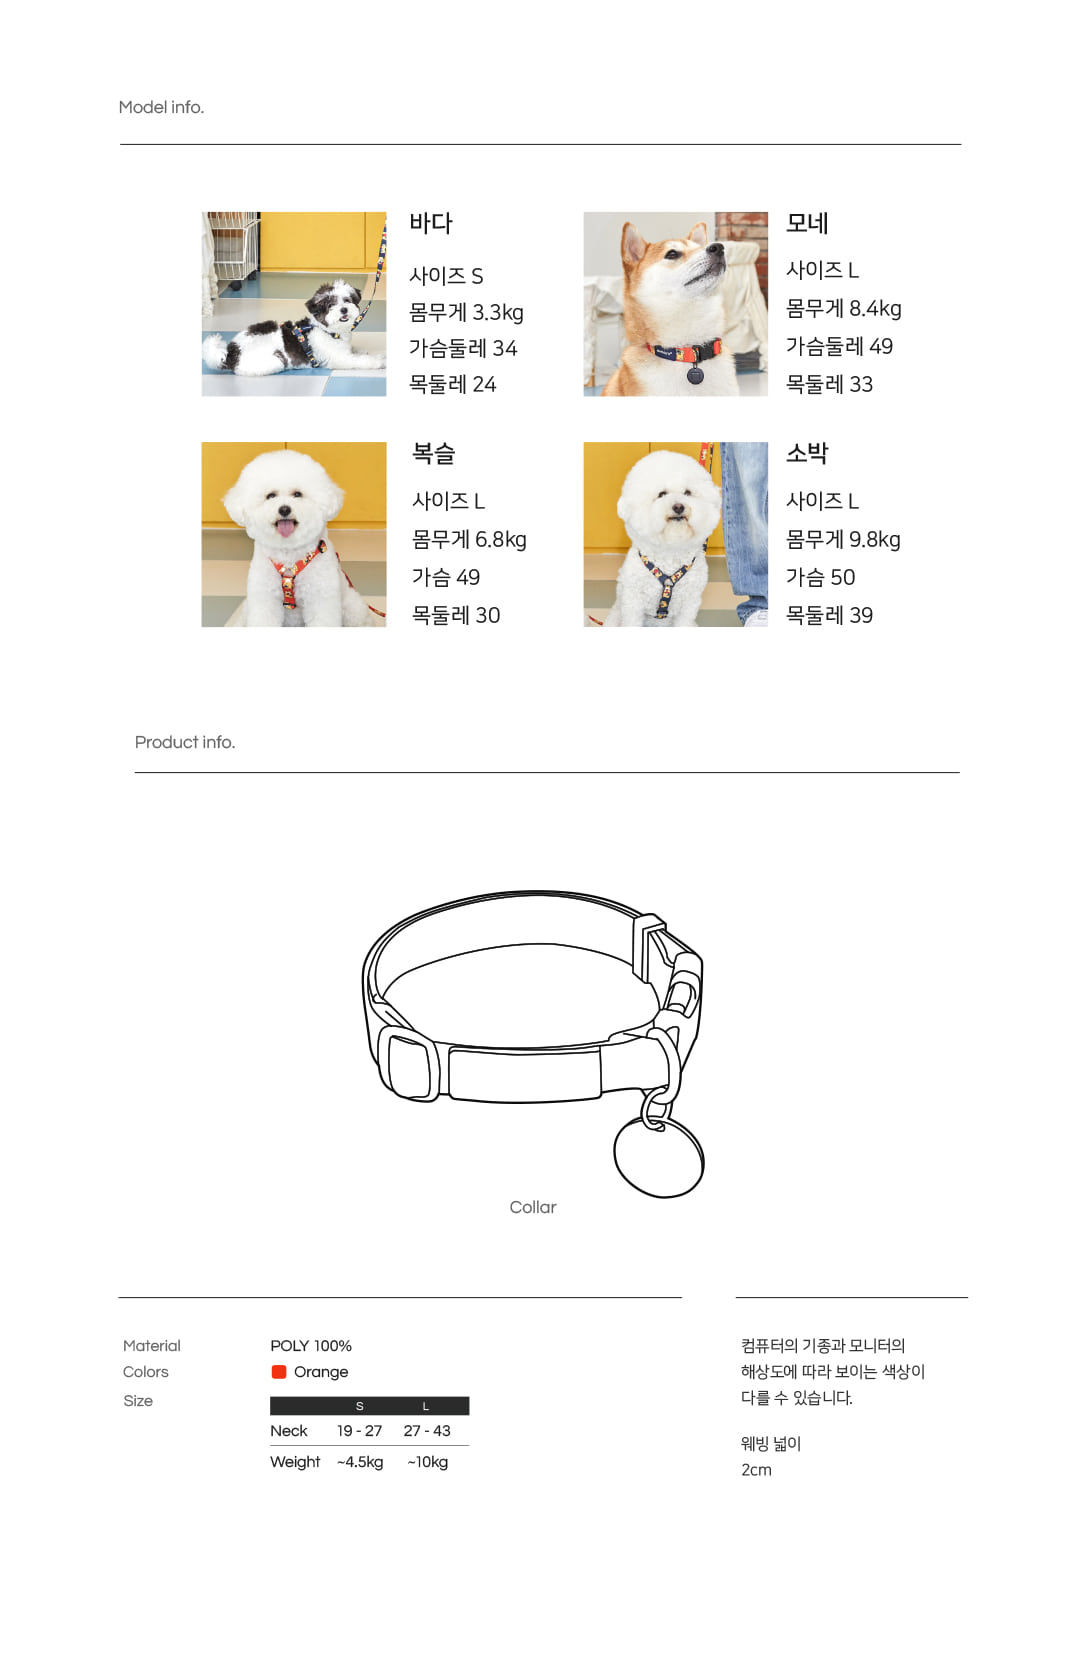 Model info.
바다
사이즈 S
몸무게 3.3kg
가슴둘레 34
목둘레 24
모네
사이즈 L
몸무게 8.4kg
가슴둘레 49
목둘레 33
복슬
사이즈 L
몸무게 6.8kg
가슴 49
목둘레 30
소박
사이즈 L
몸무게 9.8kg
가슴 50
목둘레 39
Product info.
Collar
Material POLY 100%
Colors Orange
Size
S L
Neck 19 - 27 27 - 43
Weight ~4.5kg ~10kg
컴퓨터의 기종과 모니터의
해상도에 따라 보이는 색상이
다를 수 있습니다.
웨빙 넓이
2cm